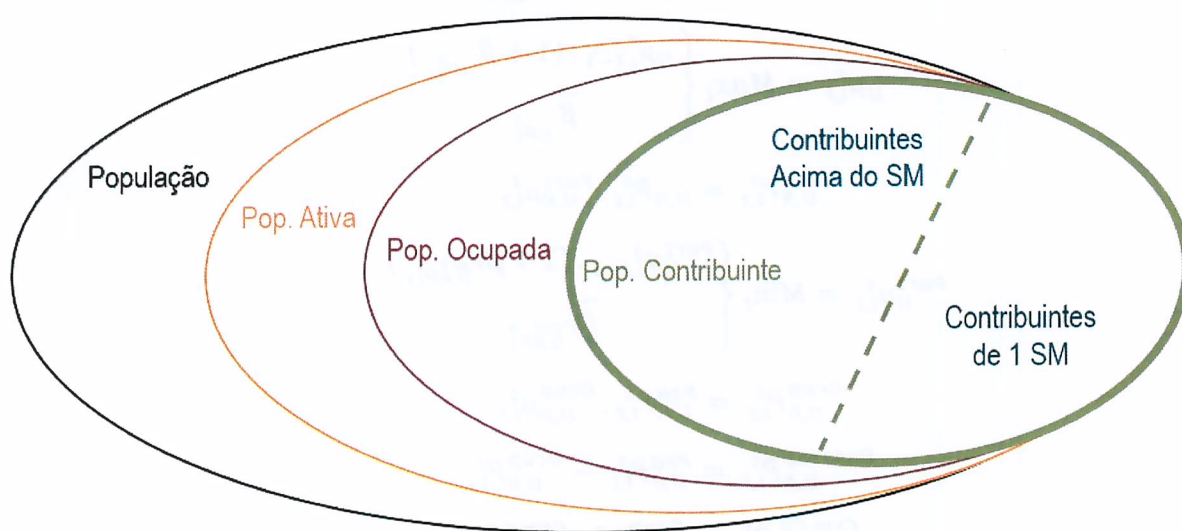 População
Pop. Ativa
Pop. Ocupada
Pop. Contribuinte
Contribuintes
Acima do SM
Contribuintes
de 1 SM